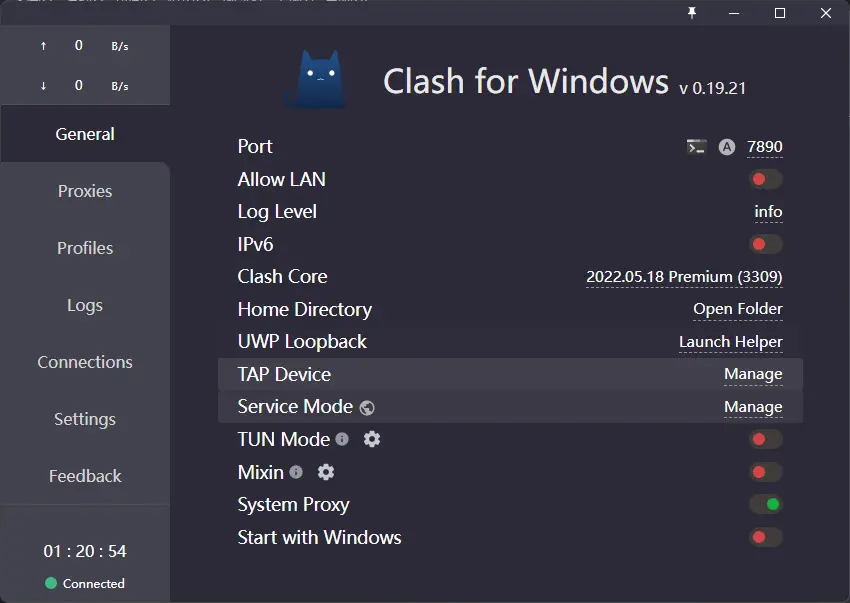 ↑ 0 B/s
↓ 0 B/s
General
Proxies
Profiles
Logs
Connections
Settings
Feedback
01 : 20 : 54
Connected
Clash for Windows v 0.19.21
Port A 7890
Allow LAN
Log Level info
IPv6
Clash Core 2022.05.18 Premium (3309)
Home Directory Open Folder
UWP Loopback Launch Helper
TAP Device Manage
Service Mode Manage
TUN Mode
Mixin
System Proxy
Start with Windows